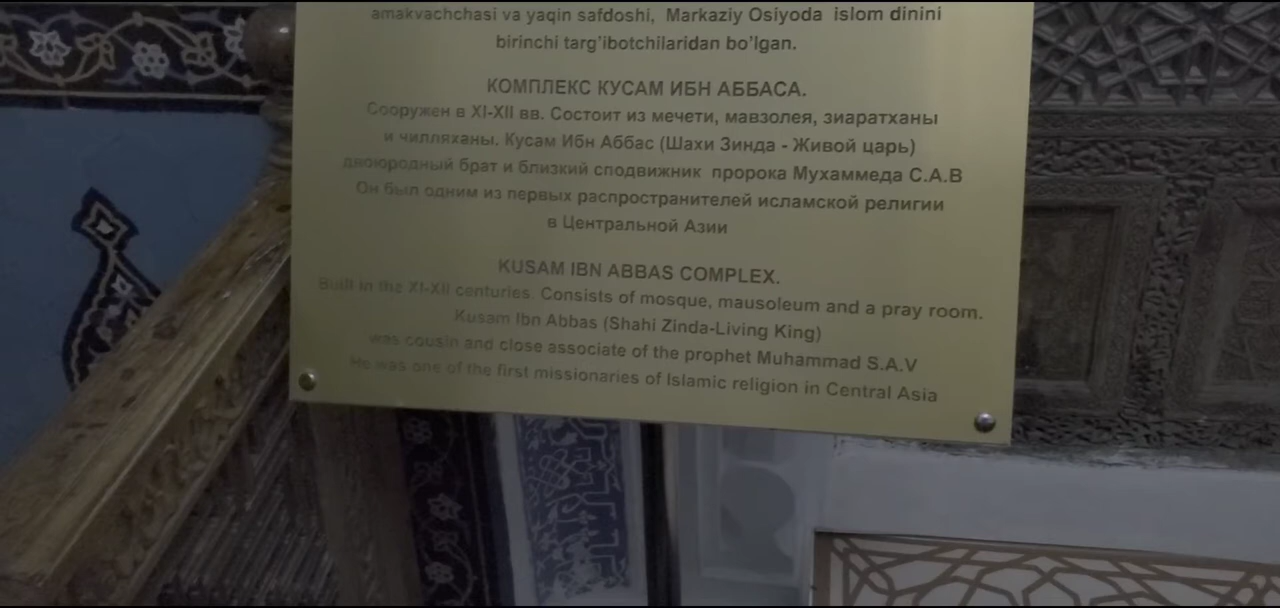 amakvachchasi va yaqin safdoshi, Markaziy Osiyoda islom dinini
birinchi targ'ibotchilaridan bo'lgan.
КОМПЛЕКС КУСАМ ИБН АББАСА.
Сооружен в XI-XII вв. Состоит из мечети, мавзолея, зиаратханы
и чилляханы. Кусам Ибн Аббас (Шахи Зинда - Живой царь)
двоюродный брат и близкий сподвижник пророка Мухаммеда С.А.В
Он был одним из первых распространителей исламской религии
в Центральной Азии
KUSAM IBN ABBAS COMPLEX.
Built in the XI-XII centuries. Consists of mosque, mausoleum and a pray room.
Kusam Ibn Abbas (Shahi Zinda-Living King)
was cousin and close associate of the prophet Muhammad S.A.V
He was one of the first missionaries of Islamic religion in Central Asia